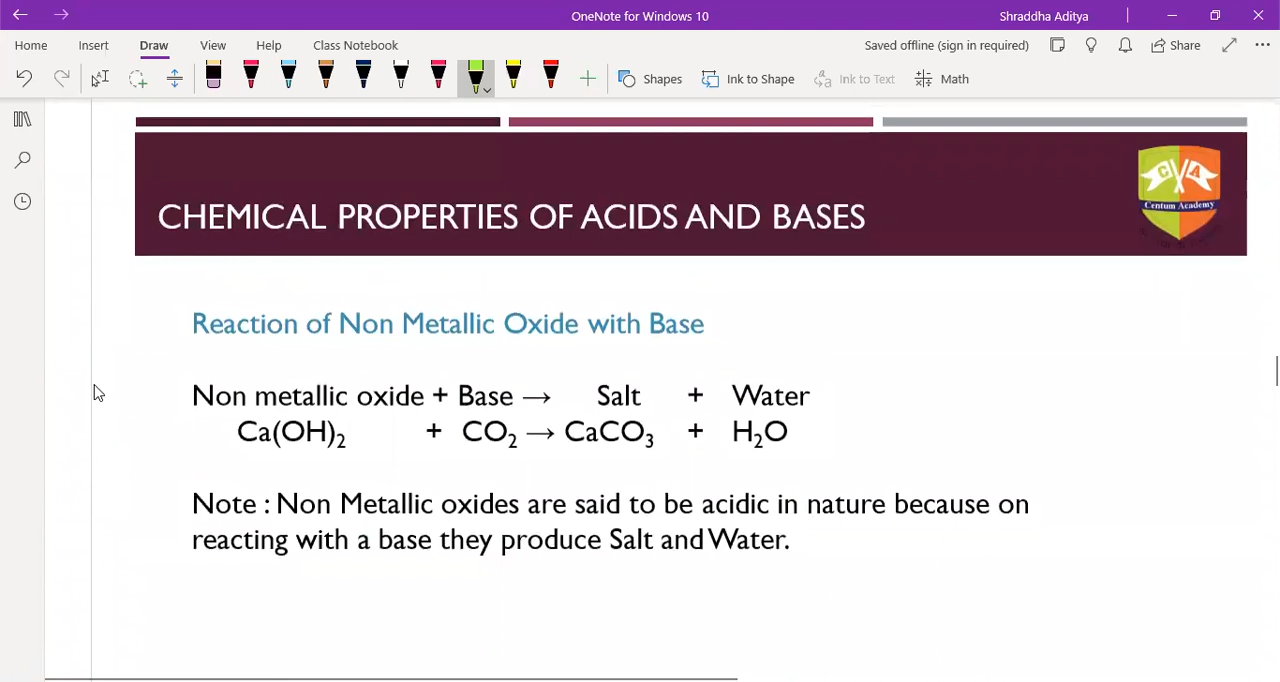 OneNote for Windows 10
Shraddha Aditya
Home Insert Draw View Help Class Notebook
Saved offline (sign in required)
Share
Shapes
Ink to Shape
Ink to Text
Math
CHEMICAL PROPERTIES OF ACIDS AND BASES
C A
Centum Academy
Reaction of Non Metallic Oxide with Base
Non metallic oxide + Base → Salt + Water
Ca(OH)₂ + CO₂ → CaCO₃ + H₂O
Note : Non Metallic oxides are said to be acidic in nature because on
reacting with a base they produce Salt and Water.